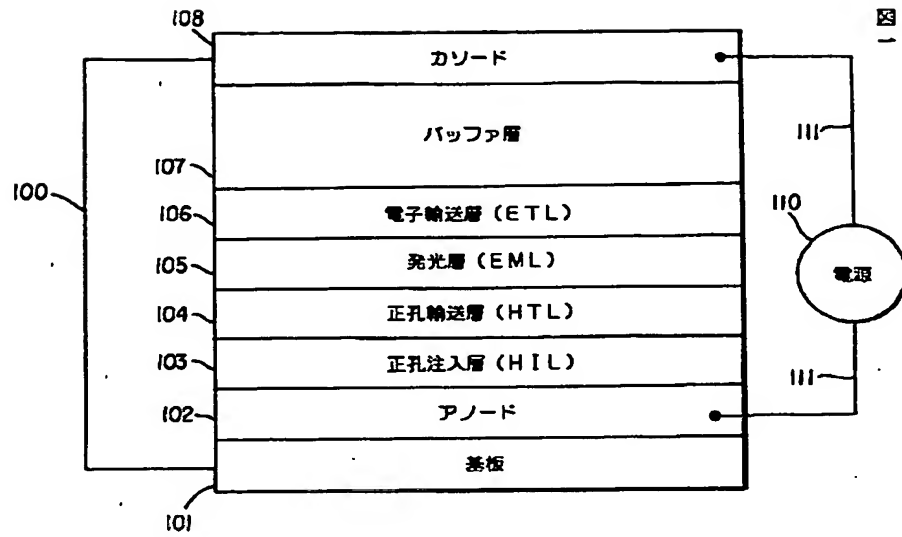 図一
108
カソード
バッファ層
111
107
100
電子輸送層（ETL）
106
110
発光層（EML）
105
電源
正孔輸送層（HTL）
104
正孔注入層（HIL）
103
111
アノード
102
基板
101